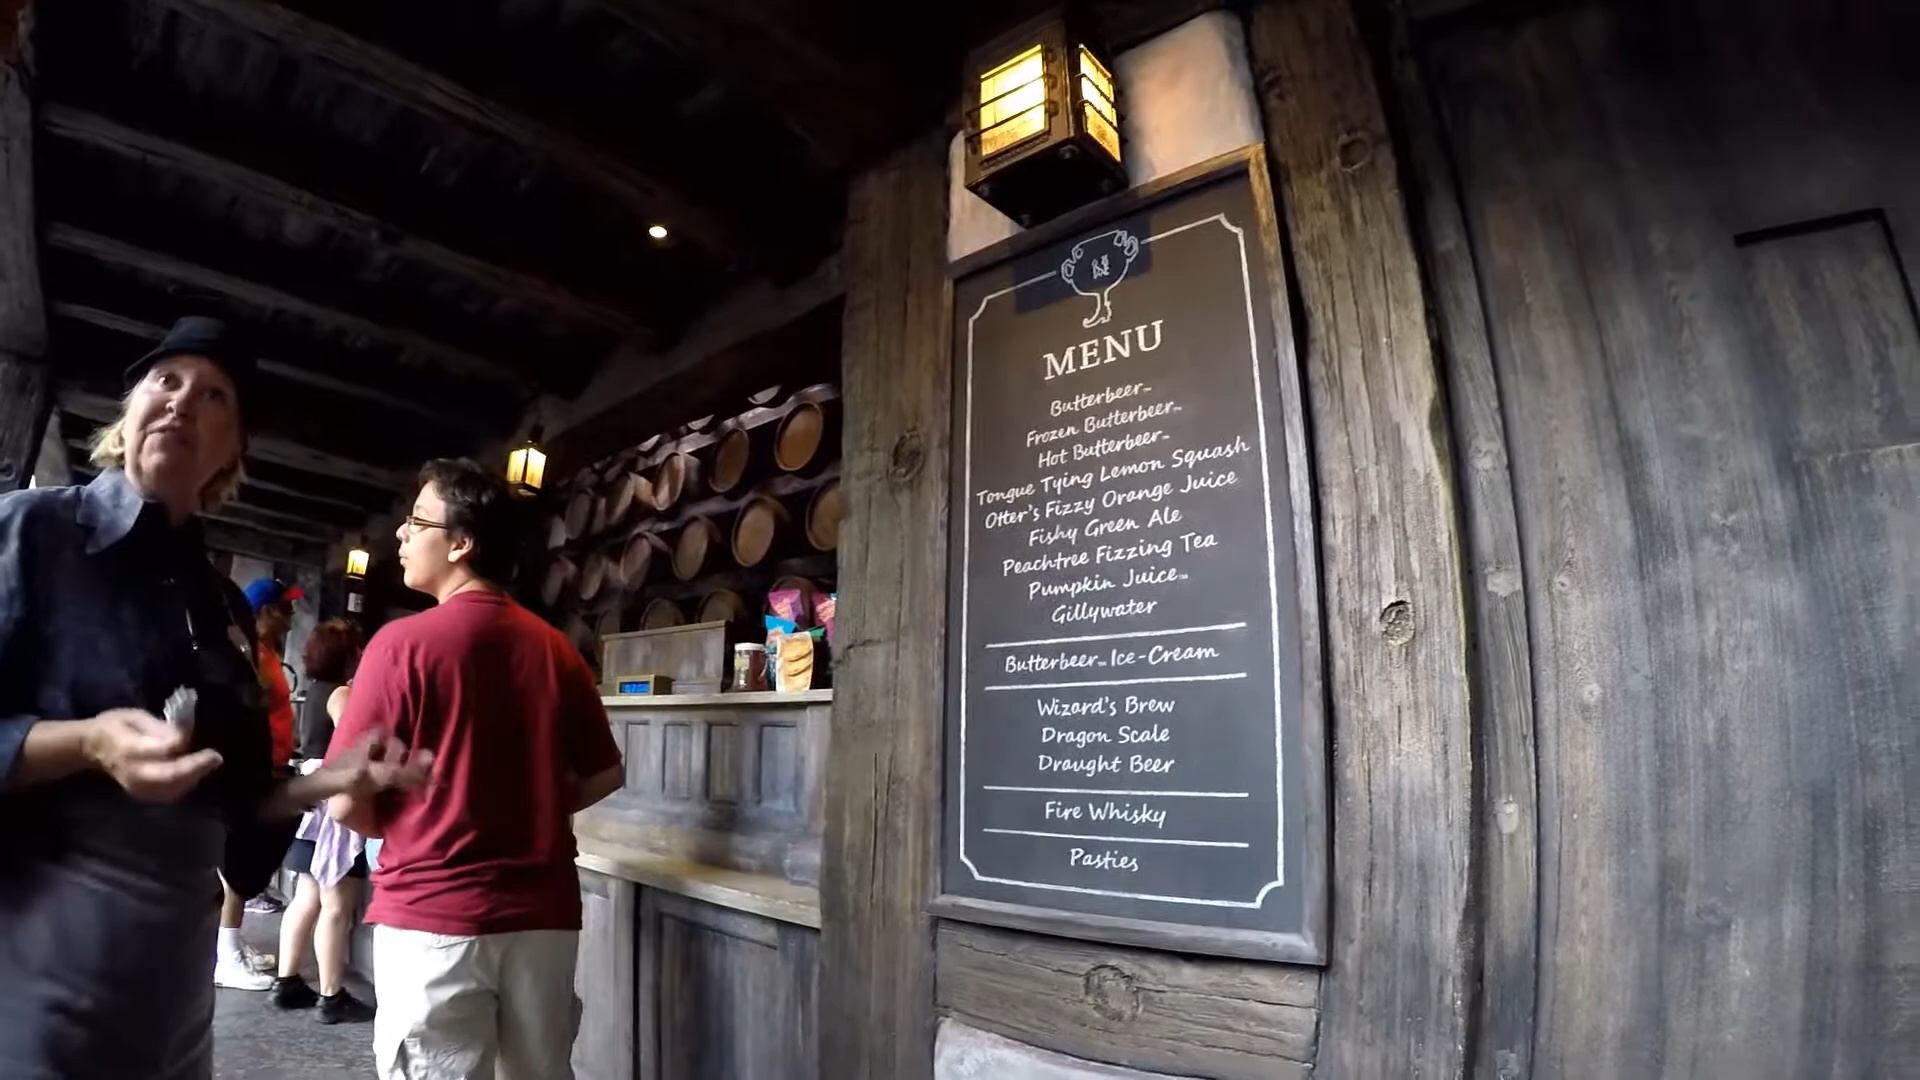 MENU
Butterbeer™
Frozen Butterbeer™
Hot Butterbeer™
Tongue Tying Lemon Squash
Otter's Fizzy Orange Juice
Fishy Green Ale
Peachtree Fizzing Tea
Pumpkin Juice™
Gillywater
Butterbeer™ Ice-Cream
Wizard's Brew
Dragon Scale
Draught Beer
Fire Whisky
Pasties